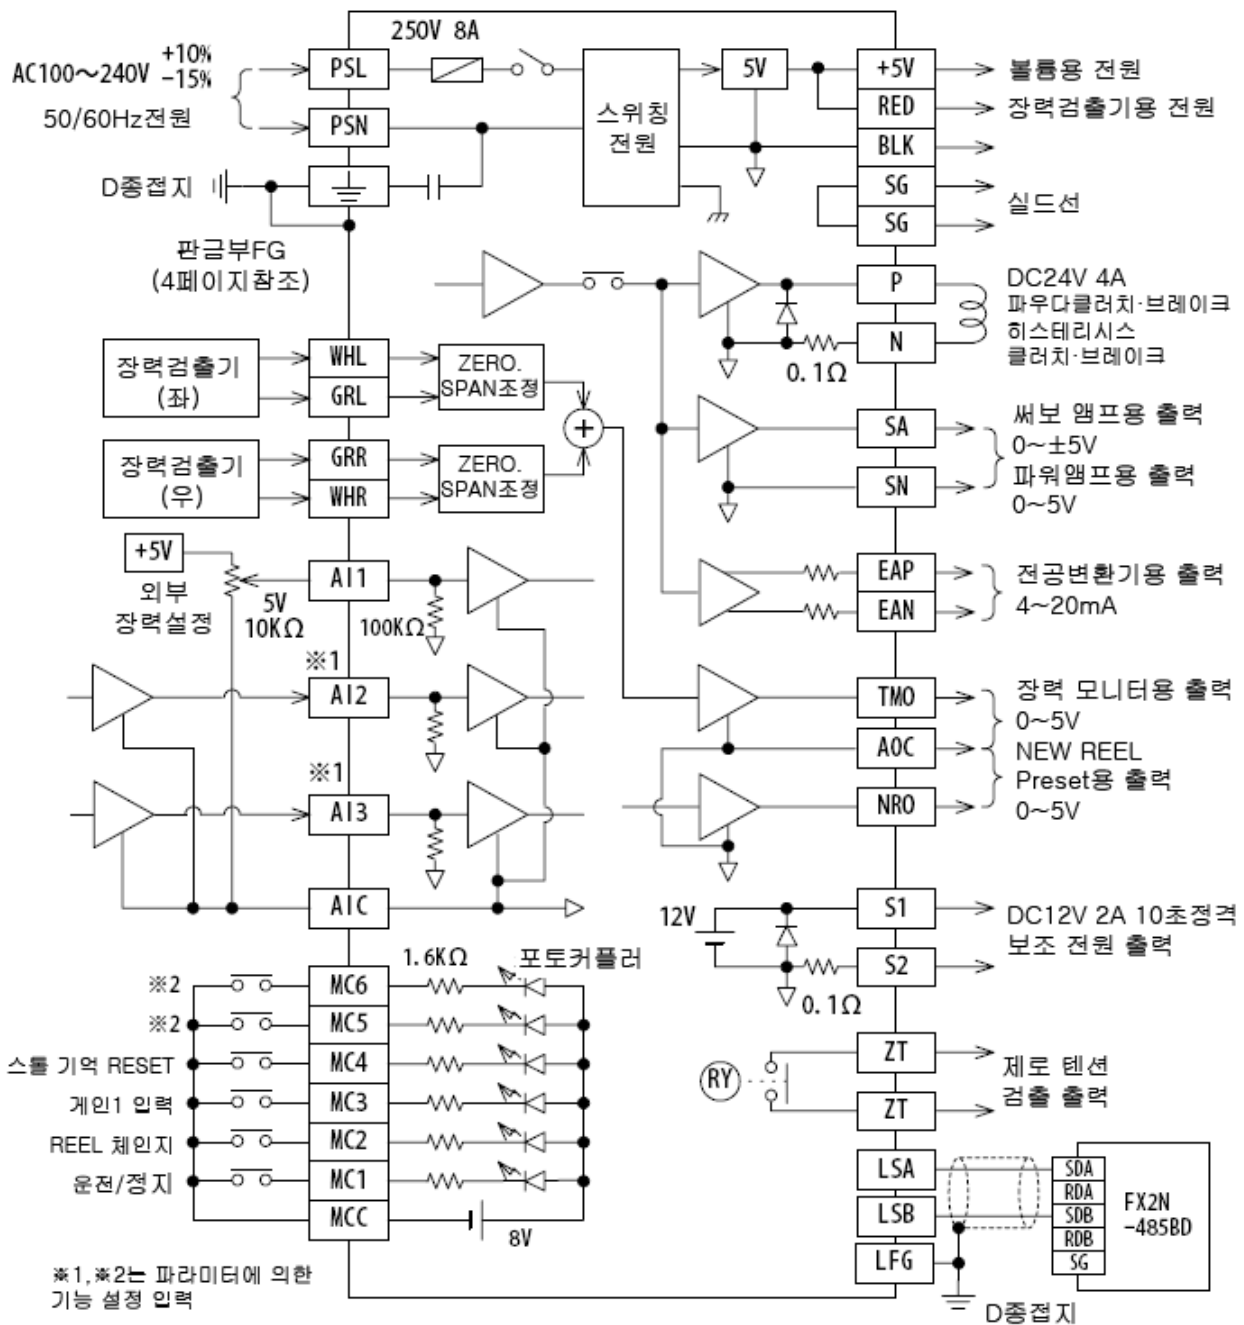 250V 8A
AC100～240V +10%
-15%
50/60Hz전원
PSL
PSN
D종접지
판금부FG
(4페이지참조)
스위칭
전원
5V
+5V
볼륨용 전원
RED
장력검출기용 전원
BLK
SG
SG
실드선
P
N
0.1Ω
DC24V 4A
파우다클러치·브레이크
히스테리시스
클러치·브레이크
장력검출기
(좌)
WHL
GRL
ZERO.
SPAN조정
장력검출기
(우)
GRR
WHR
ZERO.
SPAN조정
+
SA
SN
써보 앰프용 출력
0~±5V
파워앰프용 출력
0~5V
+5V
외부
장력설정
5V
10KΩ
AI1
100KΩ
EAP
EAN
전공변환기용 출력
4~20mA
※1
AI2
※1
AI3
AIC
TMO
AOC
NRO
장력 모니터용 출력
0~5V
NEW REEL
Preset용 출력
0~5V
12V
S1
S2
0.1Ω
DC12V 2A 10초정격
보조 전원 출력
1.6KΩ
포토커플러
※2
MC6
※2
MC5
스톨 기억 RESET
MC4
게인1 입력
MC3
REEL 체인지
MC2
운전/정지
MC1
MCC
8V
RY
ZT
ZT
제로 텐션
검출 출력
LSA
LSB
LFG
SDA
RDA
SDB
RDB
SG
FX2N
-485BD
D종접지
※1,※2는 파라미터에 의한
기능 설정 입력